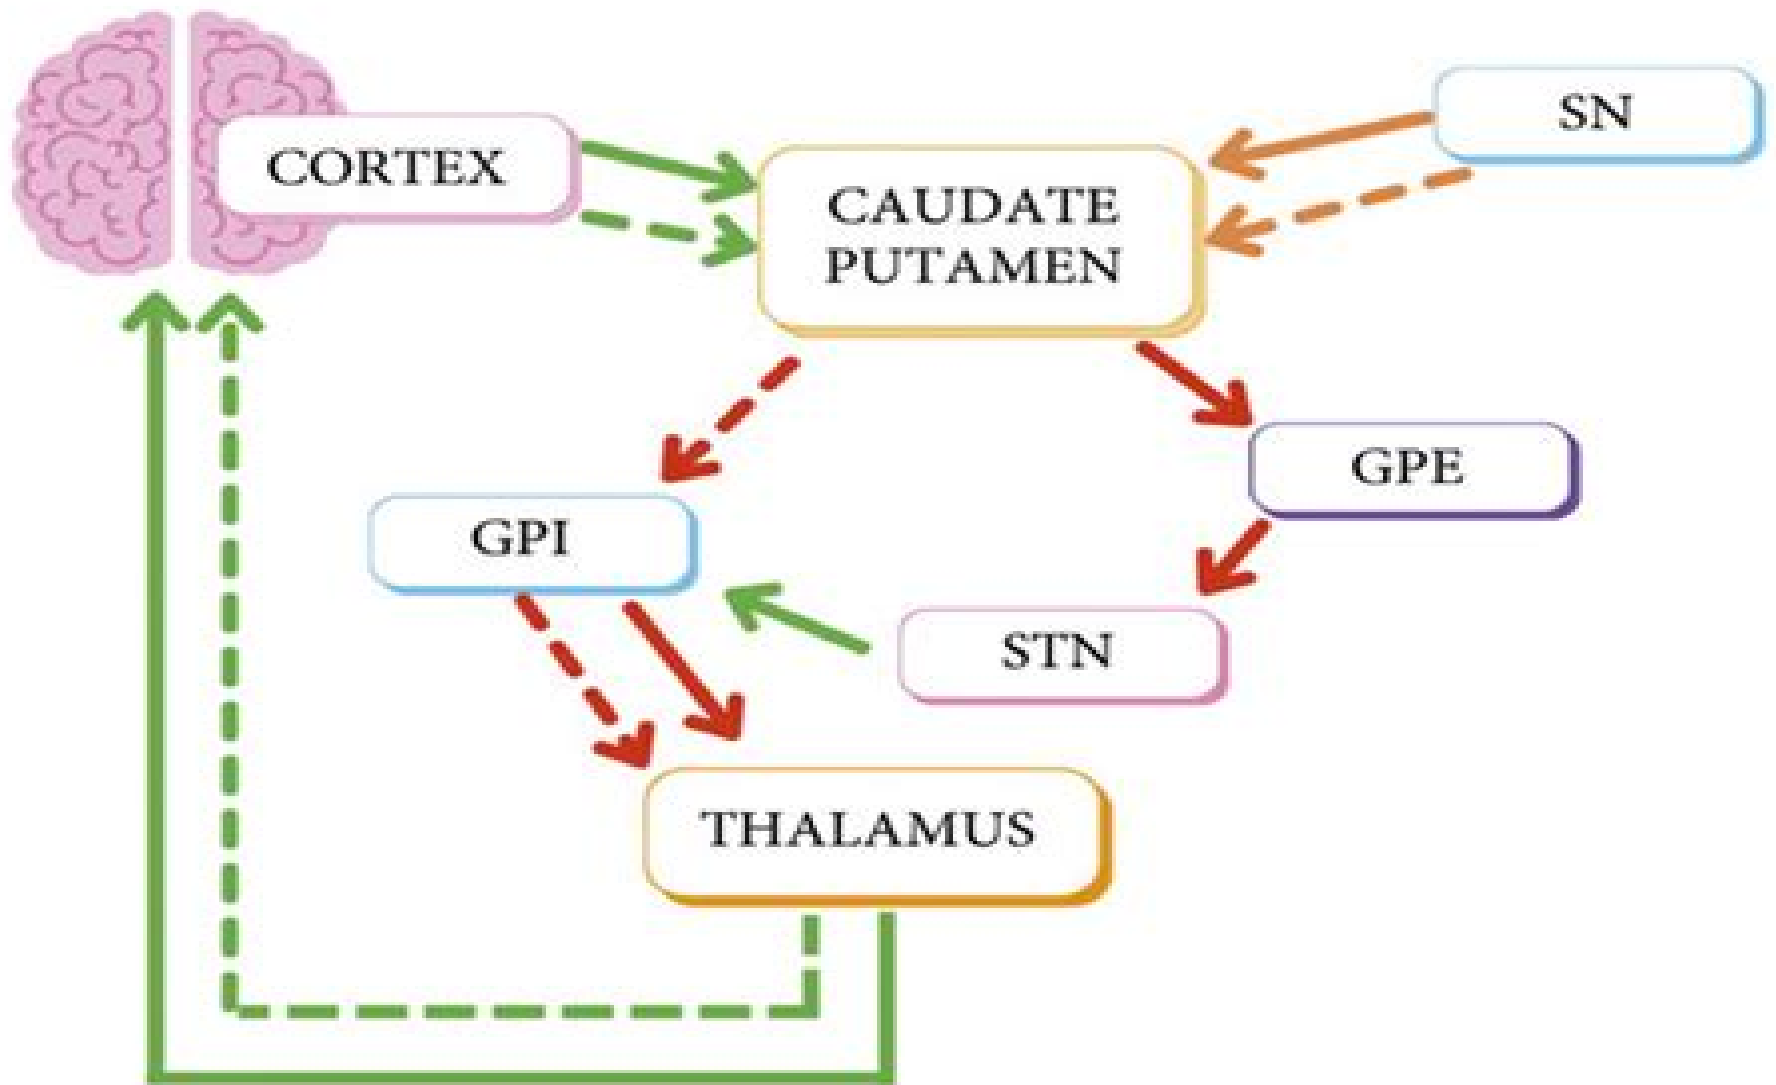 CORTEX
SN
CAUDATE
PUTAMEN
GPE
GPI
STN
THALAMUS